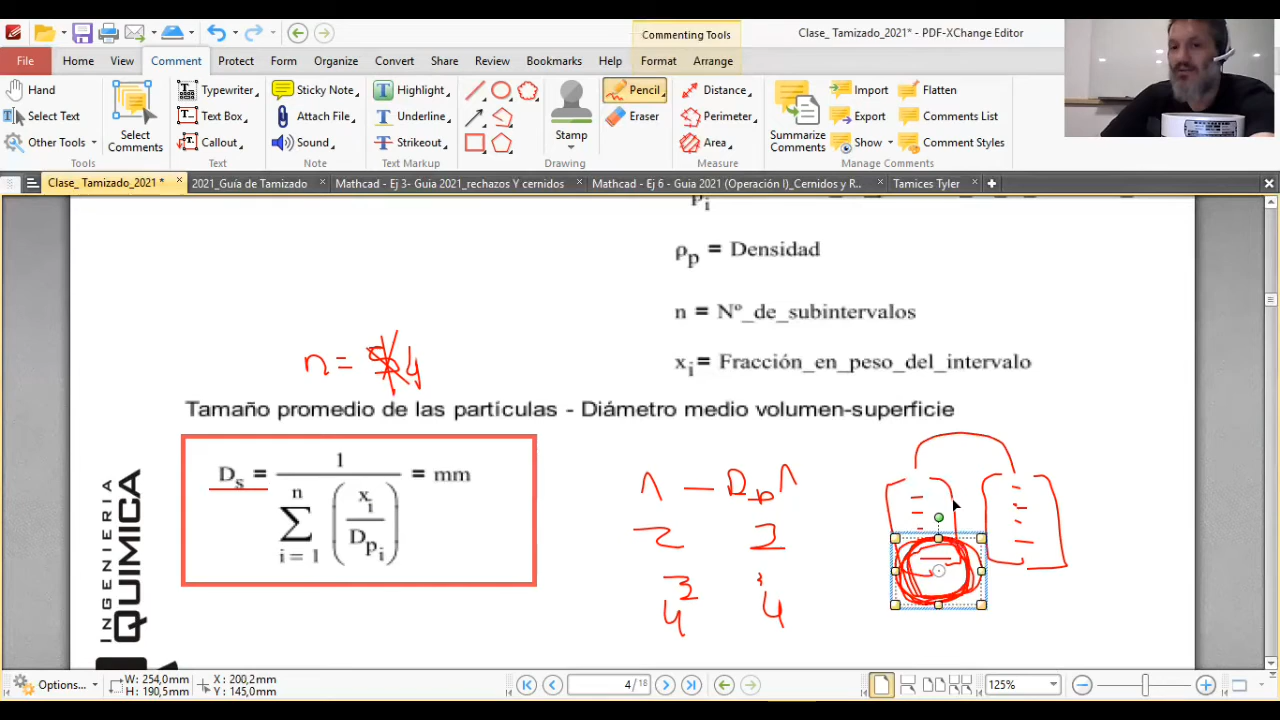 Commenting Tools
Clase_ Tamizado_2021* - PDF-XChange Editor
File Home View Comment Protect Form Organize Convert Share Review Bookmarks Help Format Arrange
Hand
Select Text
Other Tools
Tools
Select Comments
Typewriter
Text Box
Callout
Text
Sticky Note
Attach File
Sound
Note
Highlight
Underline
Strikeout
Text Markup
Stamp
Pencil
Eraser
Drawing
Distance
Perimeter
Area
Measure
Summarize Comments
Import
Export
Show
Flatten
Comments List
Comment Styles
Manage Comments
Clase_ Tamizado_2021 *
2021_Guía de Tamizado
Mathcad - Ej 3- Guia 2021_rechazos Y cernidos
Mathcad - Ej 6 - Guia 2021 (Operación I)_Cernidos y R...
Tamices Tyler
ρp = Densidad
n = Nº_de_subintervalos
n = 4
xi = Fracción_en_peso_del_intervalo
Tamaño promedio de las partículas - Diámetro medio volumen-superficie
Ds = 1 / ∑ i = 1 n (xi / Dpi) = mm
1 — Dp 1
2 2
3
4 4
INGENIERIA
QUIMICA
Options...
W: 254,0mm
H: 190,5mm
X: 200,2mm
Y: 145,0mm
4/18
125%